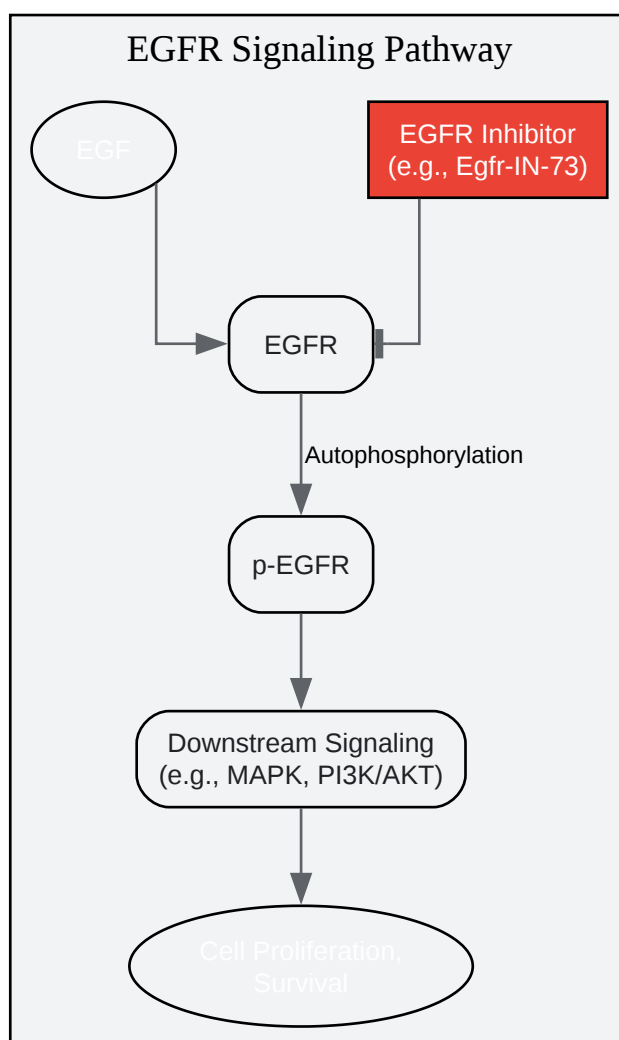 EGFR Signaling Pathway
EGF
EGFR Inhibitor
(e.g., Egfr-IN-73)
EGFR
Autophosphorylation
p-EGFR
Downstream Signaling
(e.g., MAPK, PI3K/AKT)
Cell Proliferation,
Survival